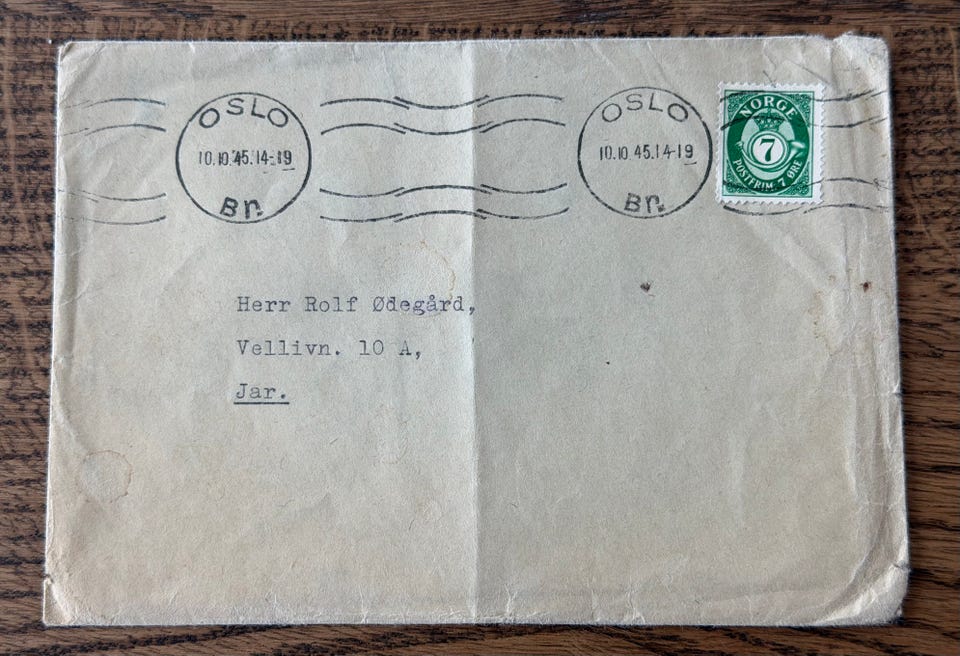 OSLO
10.10.45.14-19
Br.
OSLO
10.10.45.14-19
Br.
NORGE
7
POSTFRIM. 7 ØRE
Herr Rolf Ødegård,
Vellivn. 10 A,
Jar.